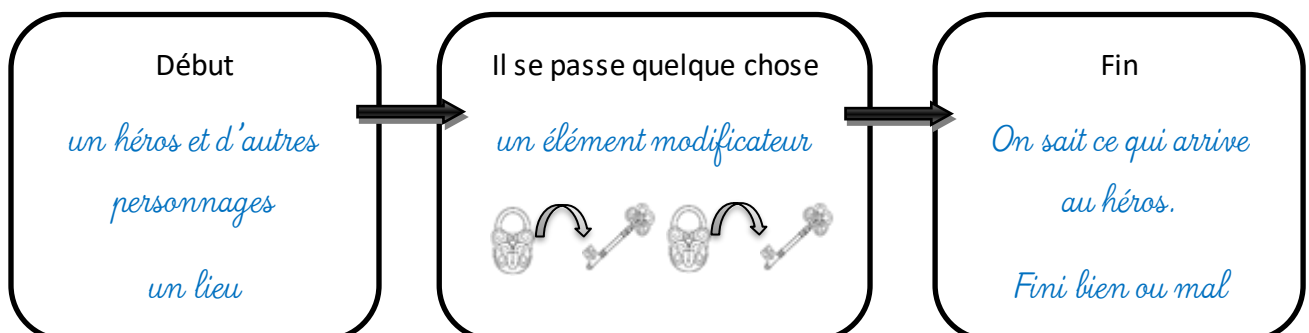 Début
un héros et d'autres
personnages
un lieu
Il se passe quelque chose
un élément modificateur
Fin
On sait ce qui arrive
au héros.
Fini bien ou mal